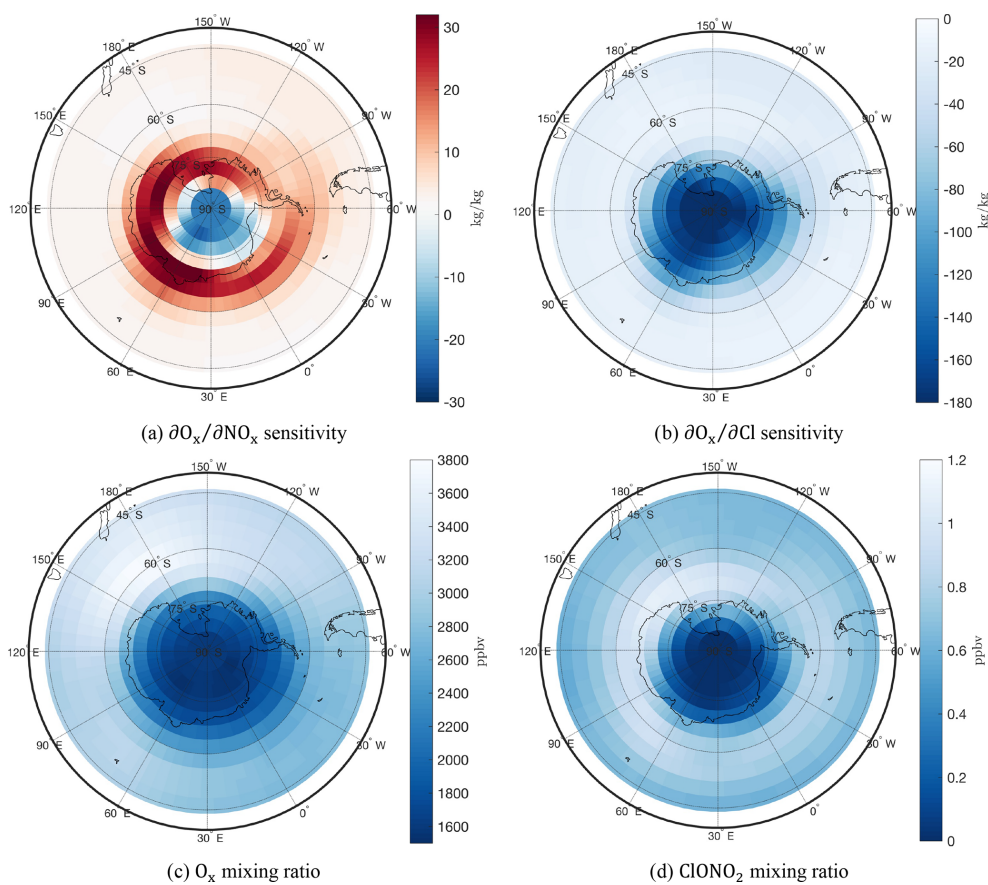 150° W
180° E
120° W
45° S
150° E
60° S
90° W
75° S
120° E
90° S
60° W
90° E
30° W
60 E
0°
30° E
30
20
10
0
-10
-20
-30
kg/kg
(a) ∂Oₓ/∂NOₓ sensitivity
150° W
180° E
120° W
45° S
150° E
60° S
90° W
75° S
120° E
60° W
90° E
30° W
60 E
0°
30° E
0
-20
-40
-60
-80
-100
-120
-140
-160
-180
kg/kg
(b) ∂Oₓ/∂Cl sensitivity
150° W
180° E
120° W
45° S
150° E
60° S
90° W
75° S
120° E
90° S
60° W
90° E
30° W
60 E
0°
30° E
3800
3600
3400
3200
3000
2800
2600
2400
2200
2000
1800
1600
ppbv
(c) Oₓ mixing ratio
150° W
180° E
120° W
45° S
150° E
60° S
90° W
75° S
120° E
90° S
60° W
90° E
30° W
60 E
0°
30° E
1.2
1
0.8
0.6
0.4
0.2
0
ppbv
(d) ClONO₂ mixing ratio